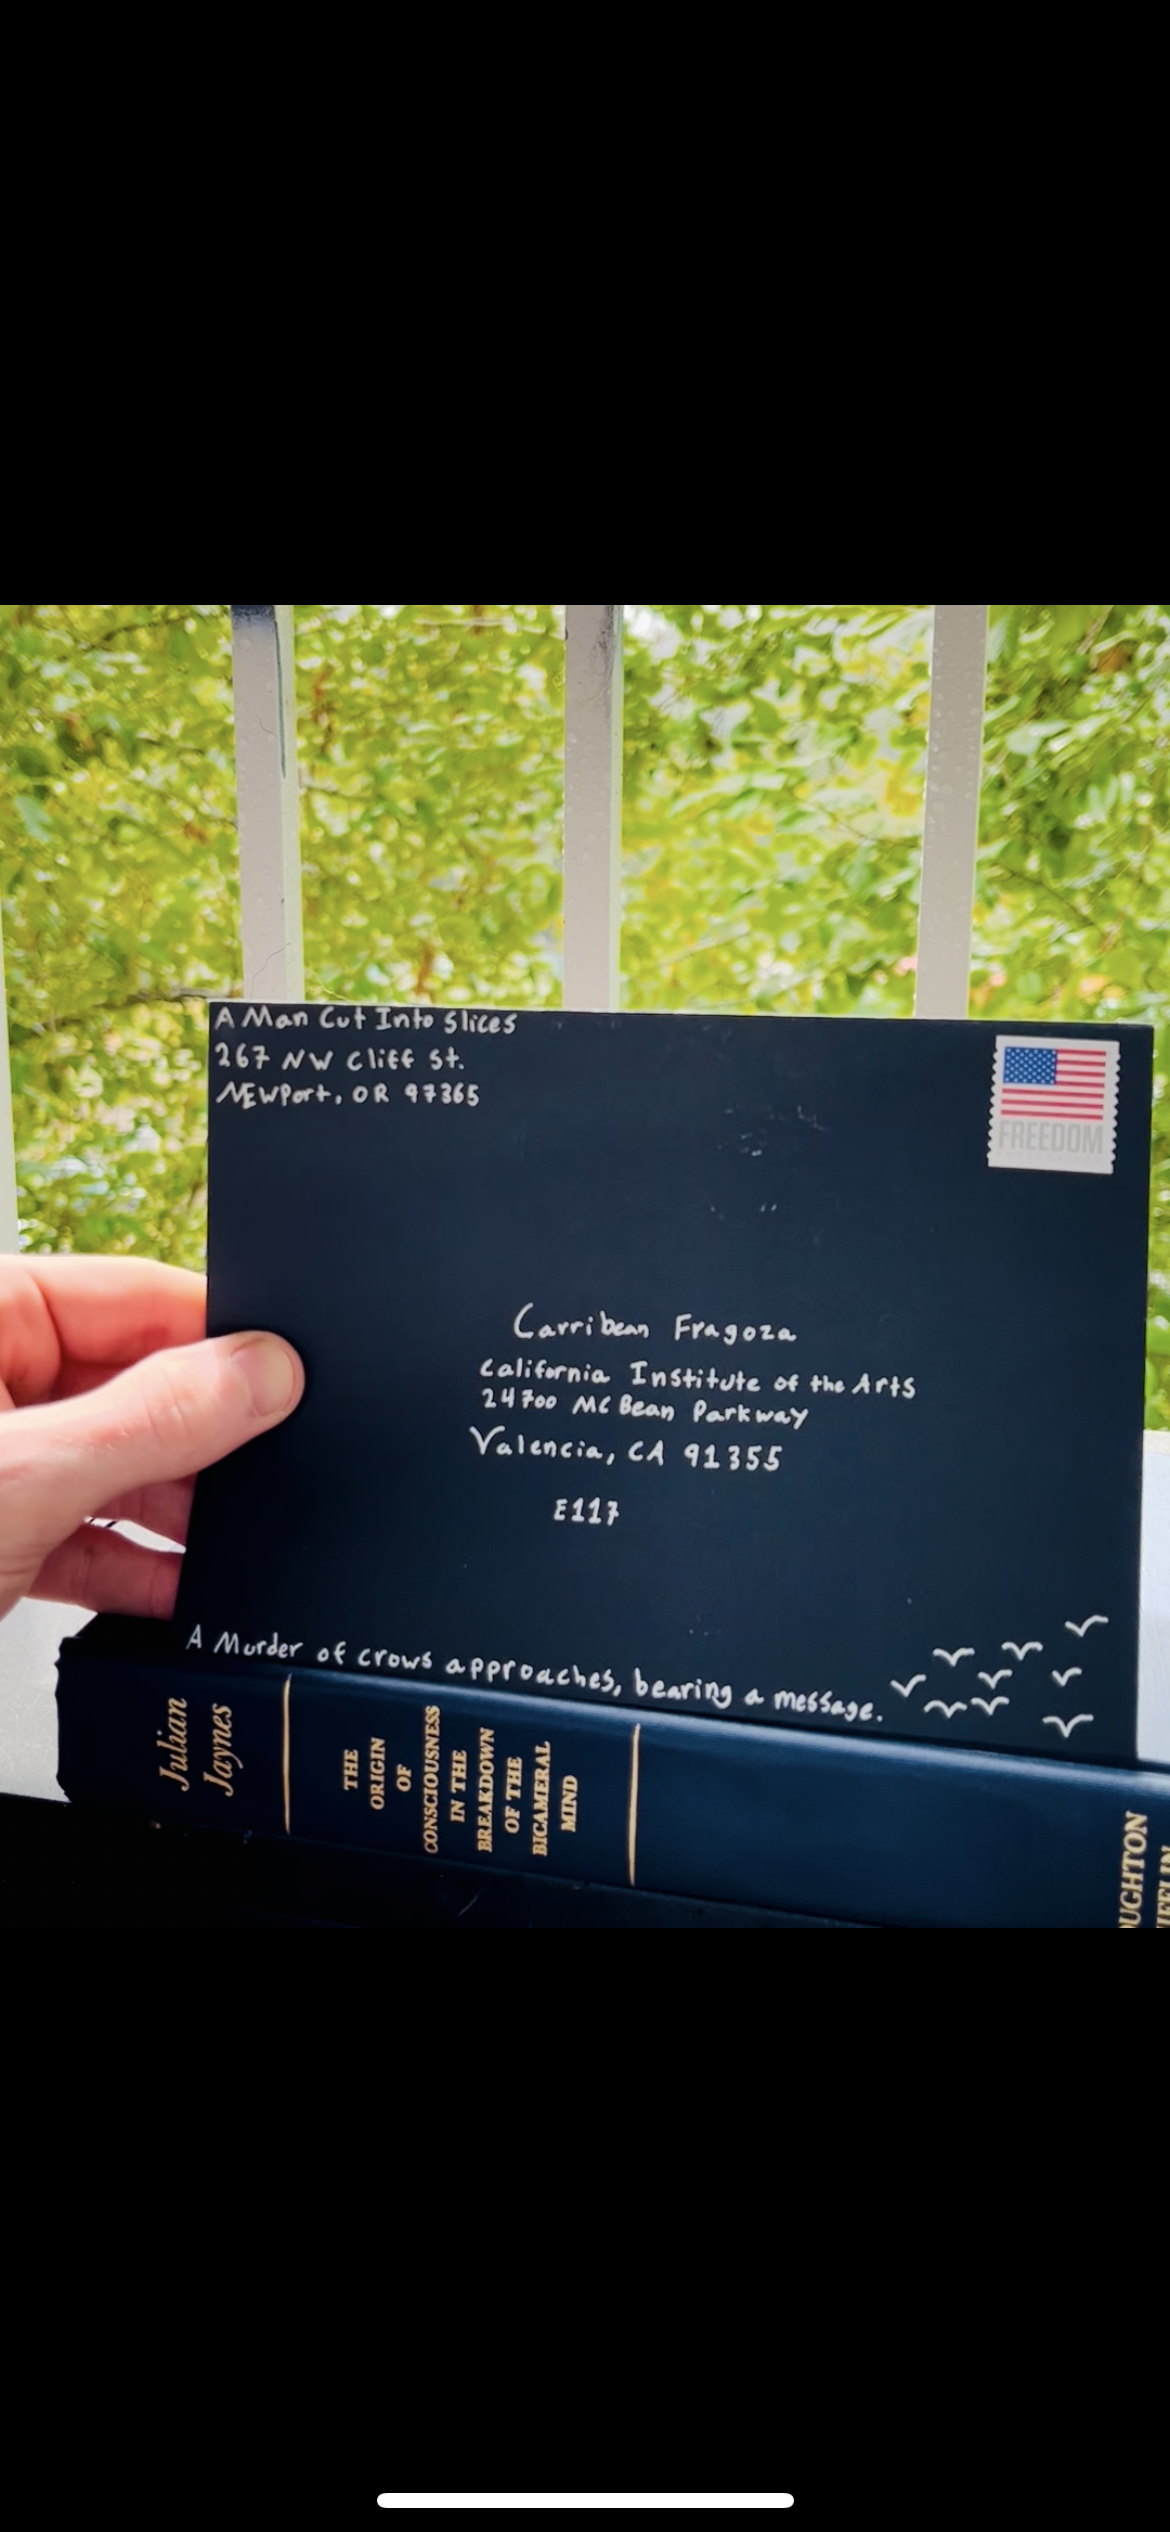 A Man Cut Into Slices
267 NW Cliff St.
NEWPort, OR 97365
FREEDOM
Carribean Fragoza
California Institute of the Arts
24700 MC Bean Parkway
Valencia, CA 91355
E117
A Murder of crows approaches, bearing a message.
Julian
Jaynes
THE
ORIGIN
OF
CONSCIOUSNESS
IN THE
BREAKDOWN
OF THE
BICAMERAL
MIND
OUGHTON